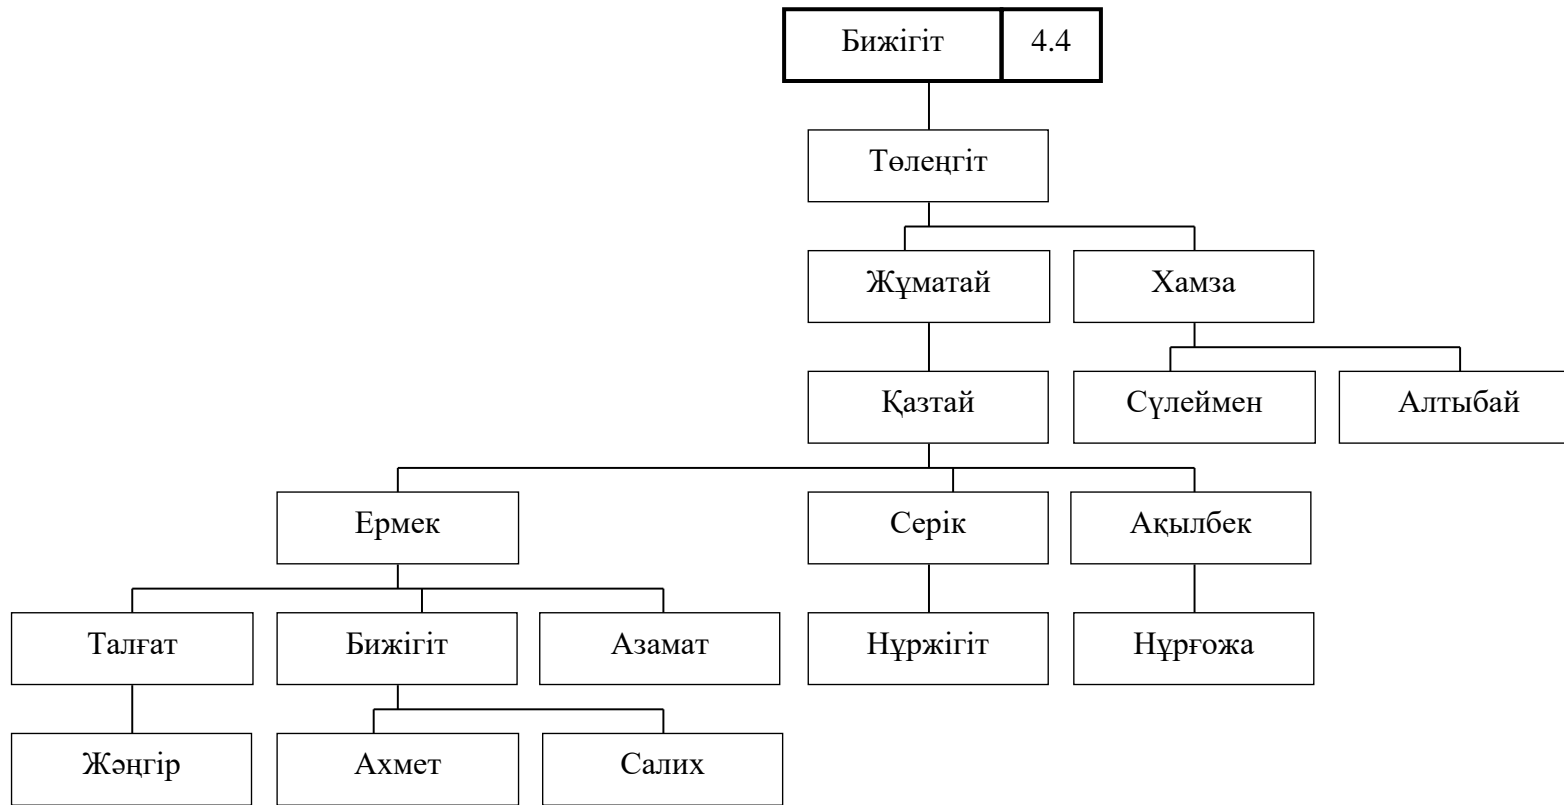 Бижігіт 4.4
Төлеңгіт
Жұматай Хамза
Қазтай Сүлеймен Алтыбай
Ермек Серік Ақылбек
Талғат Бижігіт Азамат Нұржігіт Нұрғожа
Жәңгір Ахмет Салих